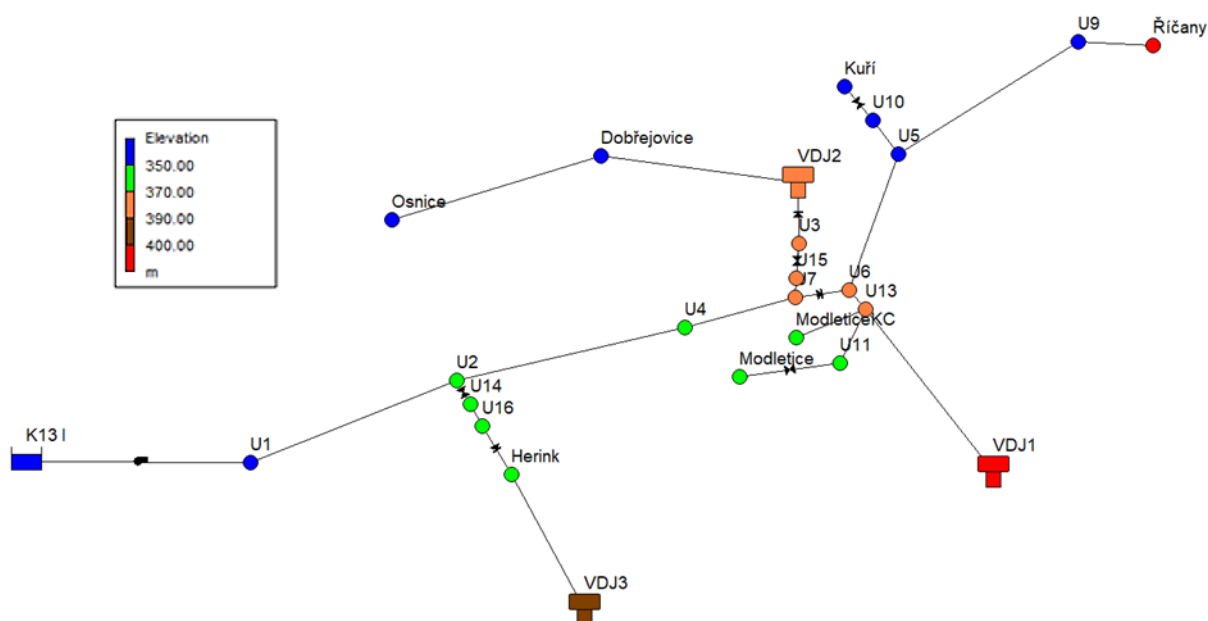 U9
Říčany
Kuří
U10
U5
Elevation
350.00
370.00
390.00
400.00
m
Dobřejovice
VDJ2
Osnice
U3
U15
U7
U6
U13
ModleticeKC
U4
U11
Modletice
U2
U14
U16
K13 I
U1
Herink
VDJ1
VDJ3